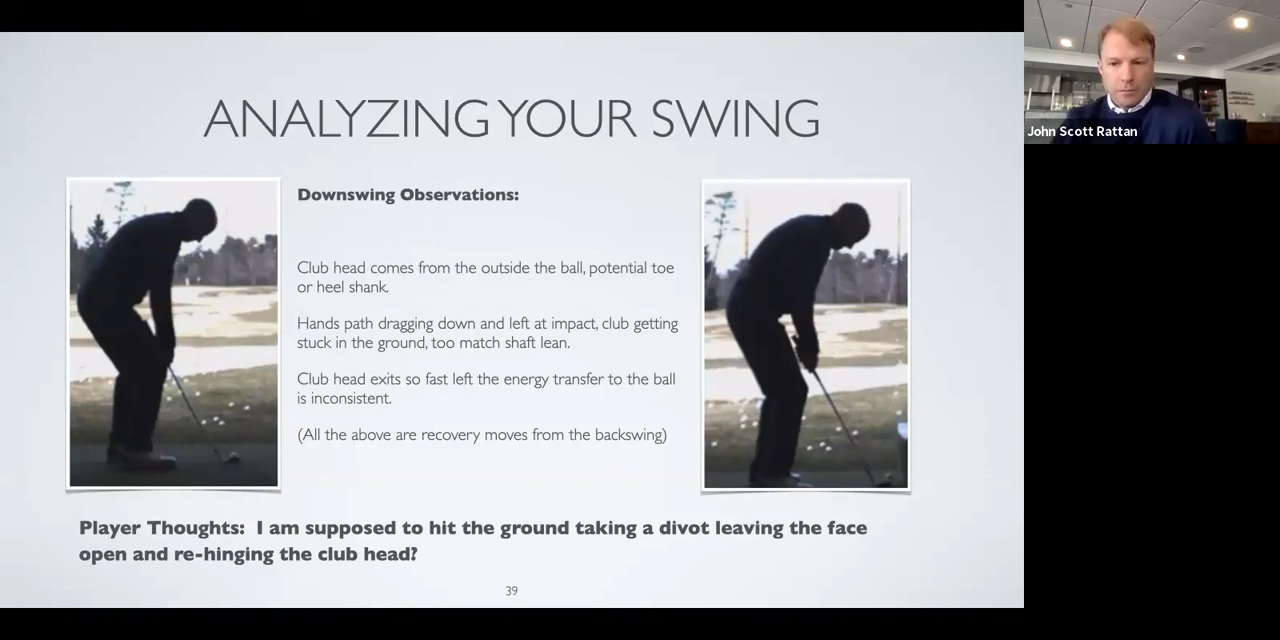 ANALYZING YOUR SWING
John Scott Rattan
Downswing Observations:
Club head comes from the outside the ball, potential toe
or heel shank.
Hands path dragging down and left at impact, club getting
stuck in the ground, too match shaft lean.
Club head exits so fast left the energy transfer to the ball
is inconsistent.
(All the above are recovery moves from the backswing)
Player Thoughts: I am supposed to hit the ground taking a divot leaving the face
open and re-hinging the club head?
39